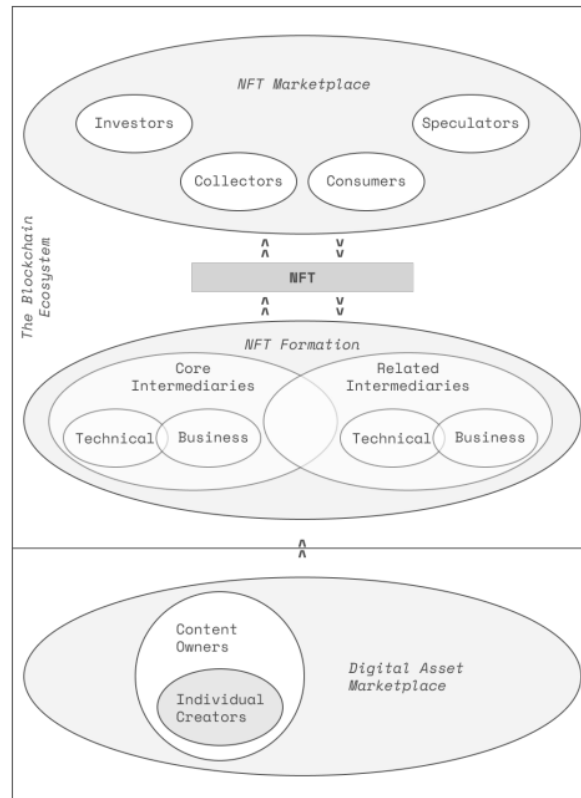 NFT Marketplace
Investors
Speculators
Collectors
Consumers
The Blockchain
Ecosystem
^ ^ v v
^ ^ v v
NFT
^ ^ v v
^ ^ v v
NFT Formation
Core
Intermediaries
Related
Intermediaries
Technical
Business
Technical
Business
^
^
Content
Owners
Individual
Creators
Digital Asset
Marketplace